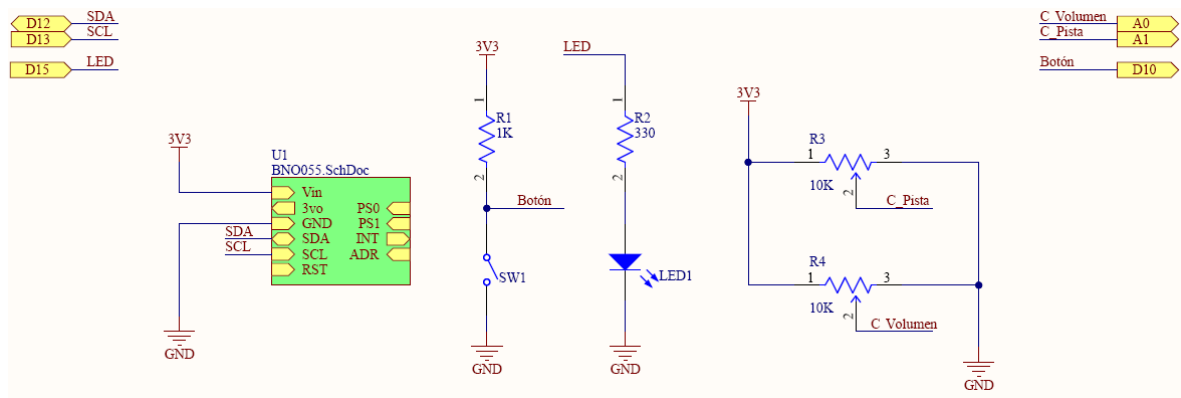 D12 SDA
D13 SCL
D15 LED
C_Volumen A0
C_Pista A1
Botón D10
3V3
U1
BNO055.SchDoc
Vin
3vo PS0
GND PS1
SDA SDA INT
SCL SCL ADR
RST
GND
3V3
1
R1
1K
2
Botón
SW1
GND
LED
1
R2
330
2
LED1
GND
3V3
R3
1 3
10K
2
C_Pista
R4
1 3
10K
2
C_Volumen
GND